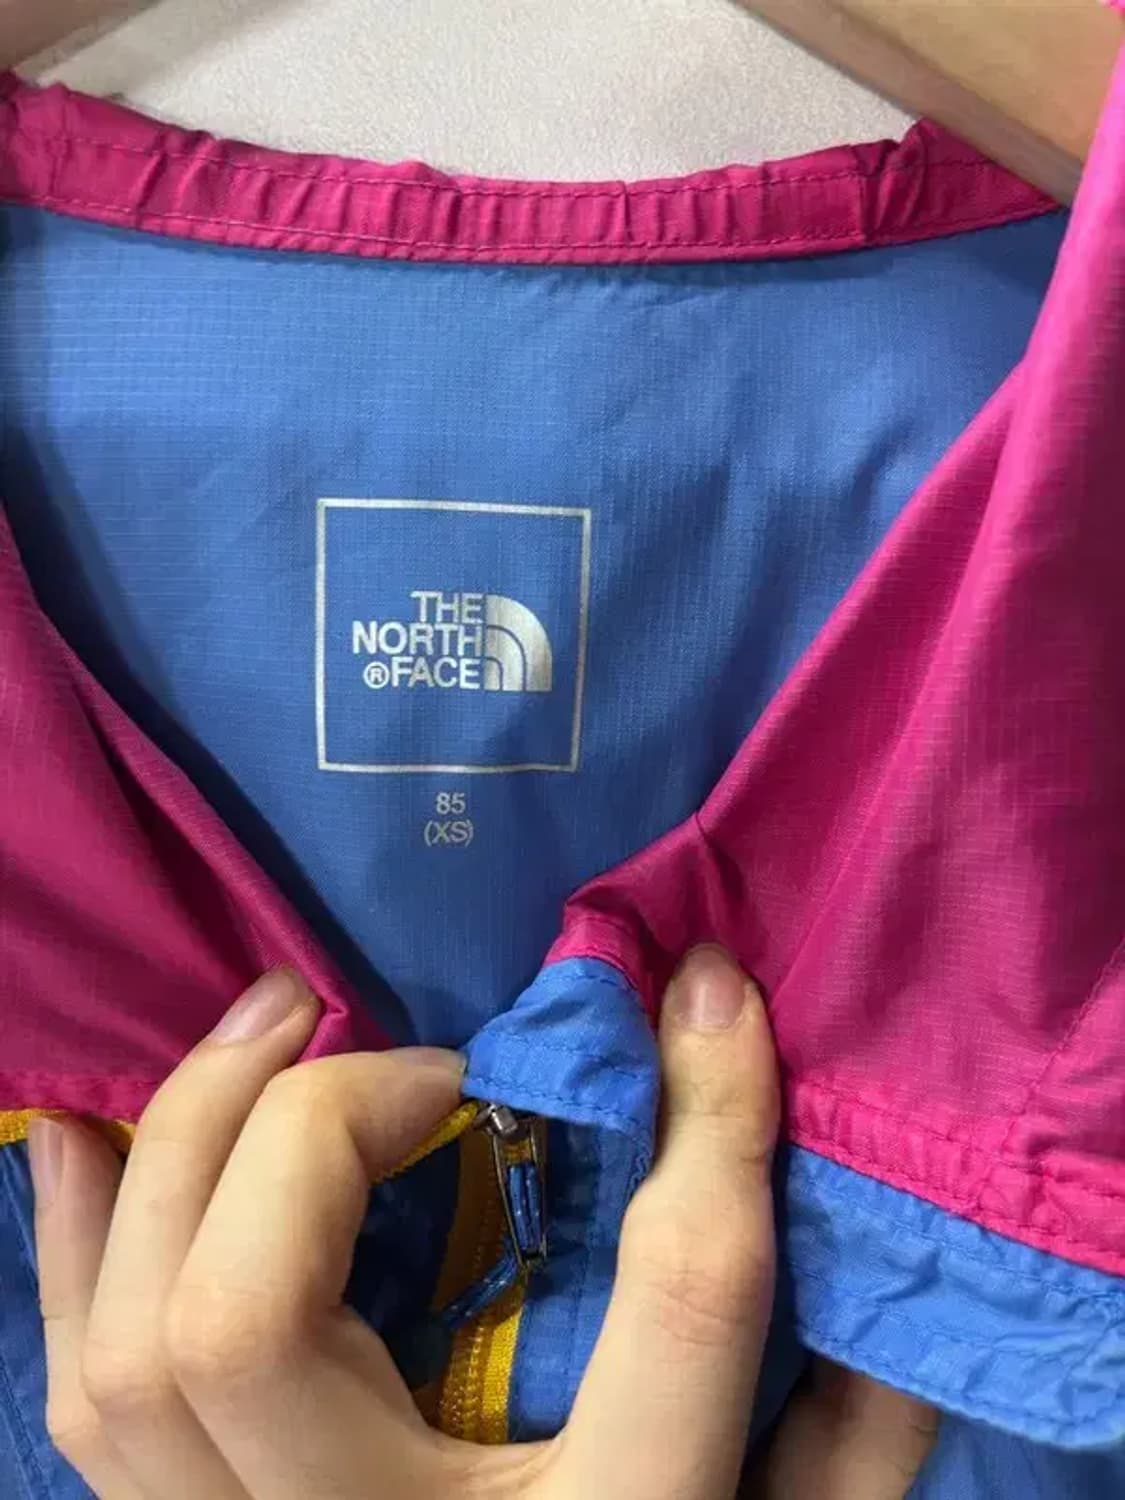 THE
NORTH
®FACE
85
(XS)